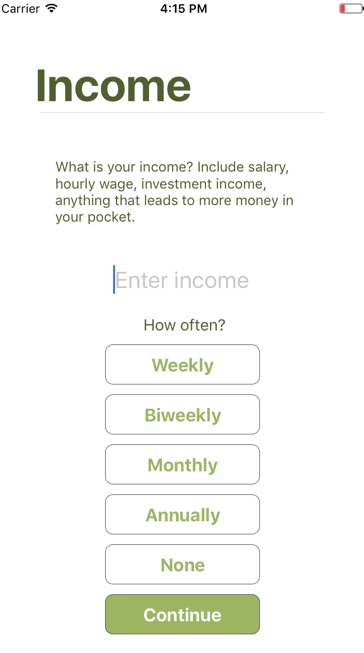 Carrier 4:15 PM
Income
What is your income? Include salary,
hourly wage, investment income,
anything that leads to more money in
your pocket.
Enter income
How often?
Weekly
Biweekly
Monthly
Annually
None
Continue